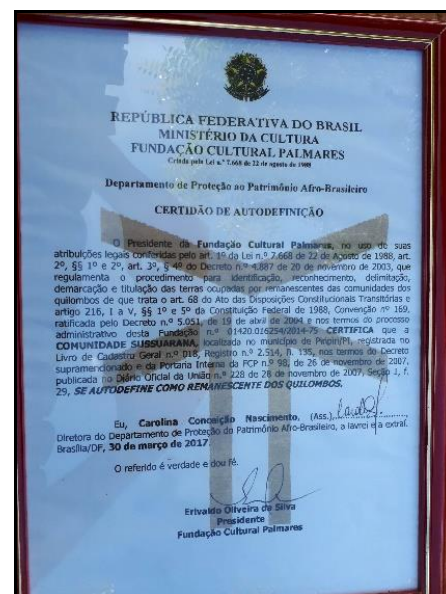 REPÚBLICA FEDERATIVA DO BRASIL
MINISTÉRIO DA CULTURA
FUNDAÇÃO CULTURAL PALMARES
Criada pela Lei n.º 7.668 de 22 de agosto de 1988
Departamento de Proteção ao Patrimônio Afro-Brasileiro
CERTIDÃO DE AUTODEFINIÇÃO
O Presidente da Fundação Cultural Palmares, no uso de suas
atribuições legais conferidas pelo art. 1º da Lei n.º 7.668 de 22 de Agosto de 1988, art.
2º, §§ 1º e 2º, art. 3º, § 4º do Decreto n.º 4.887 de 20 de novembro de 2003, que
regulamenta o procedimento para identificação, reconhecimento, delimitação,
demarcação e titulação das terras ocupadas por remanescentes das comunidades dos
quilombos de que trata o art. 68 do Ato das Disposições Constitucionais Transitórias e
artigo 216, I a V, §§ 1º e 5º da Constituição Federal de 1988, Convenção nº 169,
ratificada pelo Decreto n.º 5.051, de 19 de abril de 2004 e nos termos do processo
administrativo desta Fundação n.º 01420.016254/2014-75 CERTIFICA que a
COMUNIDADE SUSSUARANA, localizada no município de Piripiri/PI, registrada no
Livro de Cadastro Geral n.º 018, Registro n.º 2.514, fl. 135, nos termos do Decreto
supramencionado e da Portaria Interna da FCP n.º 98, de 26 de novembro de 2007,
publicada no Diário Oficial da União n.º 228 de 28 de novembro de 2007, Seção 1, f.
29, SE AUTODEFINE COMO REMANESCENTE DOS QUILOMBOS.
Eu, Carolina Conceição Nascimento, (Ass.)
Diretora do Departamento de Proteção do Patrimônio Afro-Brasileiro, a lavrei e a extraí.
Brasília/DF, 30 de março de 2017.
O referido é verdade e dou fé.
Erivaldo Oliveira da Silva
Presidente
Fundação Cultural Palmares